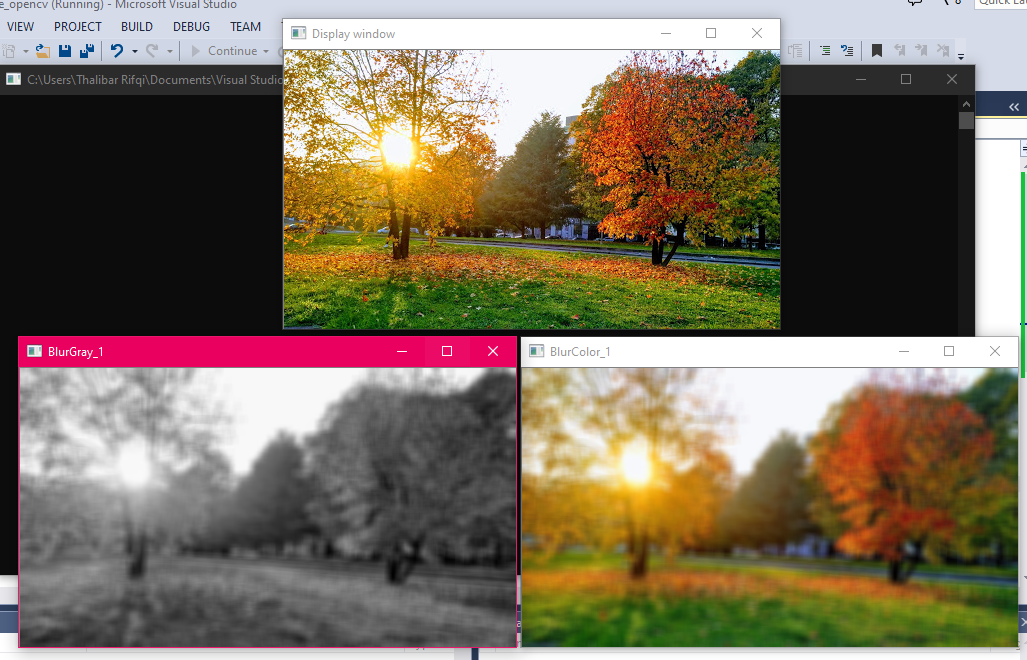 e_opencv (Running) - Microsoft Visual Studio
Quick La
VIEW PROJECT BUILD DEBUG TEAM
Display window
Continue
C:\Users\Thalibar Rifqi\Documents\Visual Studio
BlurGray_1
BlurColor_1